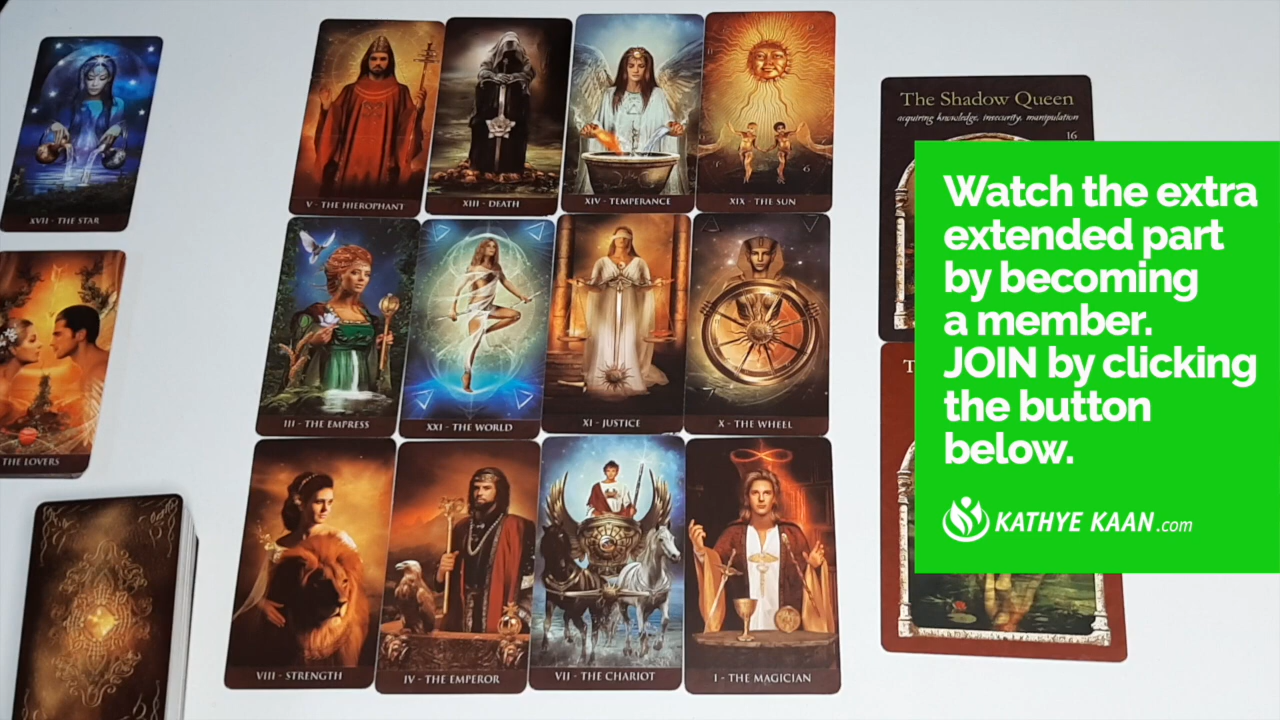 XVII - THE STAR
THE LOVERS
V - THE HIEROPHANT
XIII - DEATH
XIV - TEMPERANCE
XIX - THE SUN
III - THE EMPRESS
XXI - THE WORLD
XI - JUSTICE
X - THE WHEEL
VIII - STRENGTH
IV - THE EMPEROR
VII - THE CHARIOT
I - THE MAGICIAN
The Shadow Queen
acquiring knowledge, insecurity, manipulation
16
T
Watch the extra
extended part
by becoming
a member.
JOIN by clicking
the button
below.
KATHYE KAAN.com